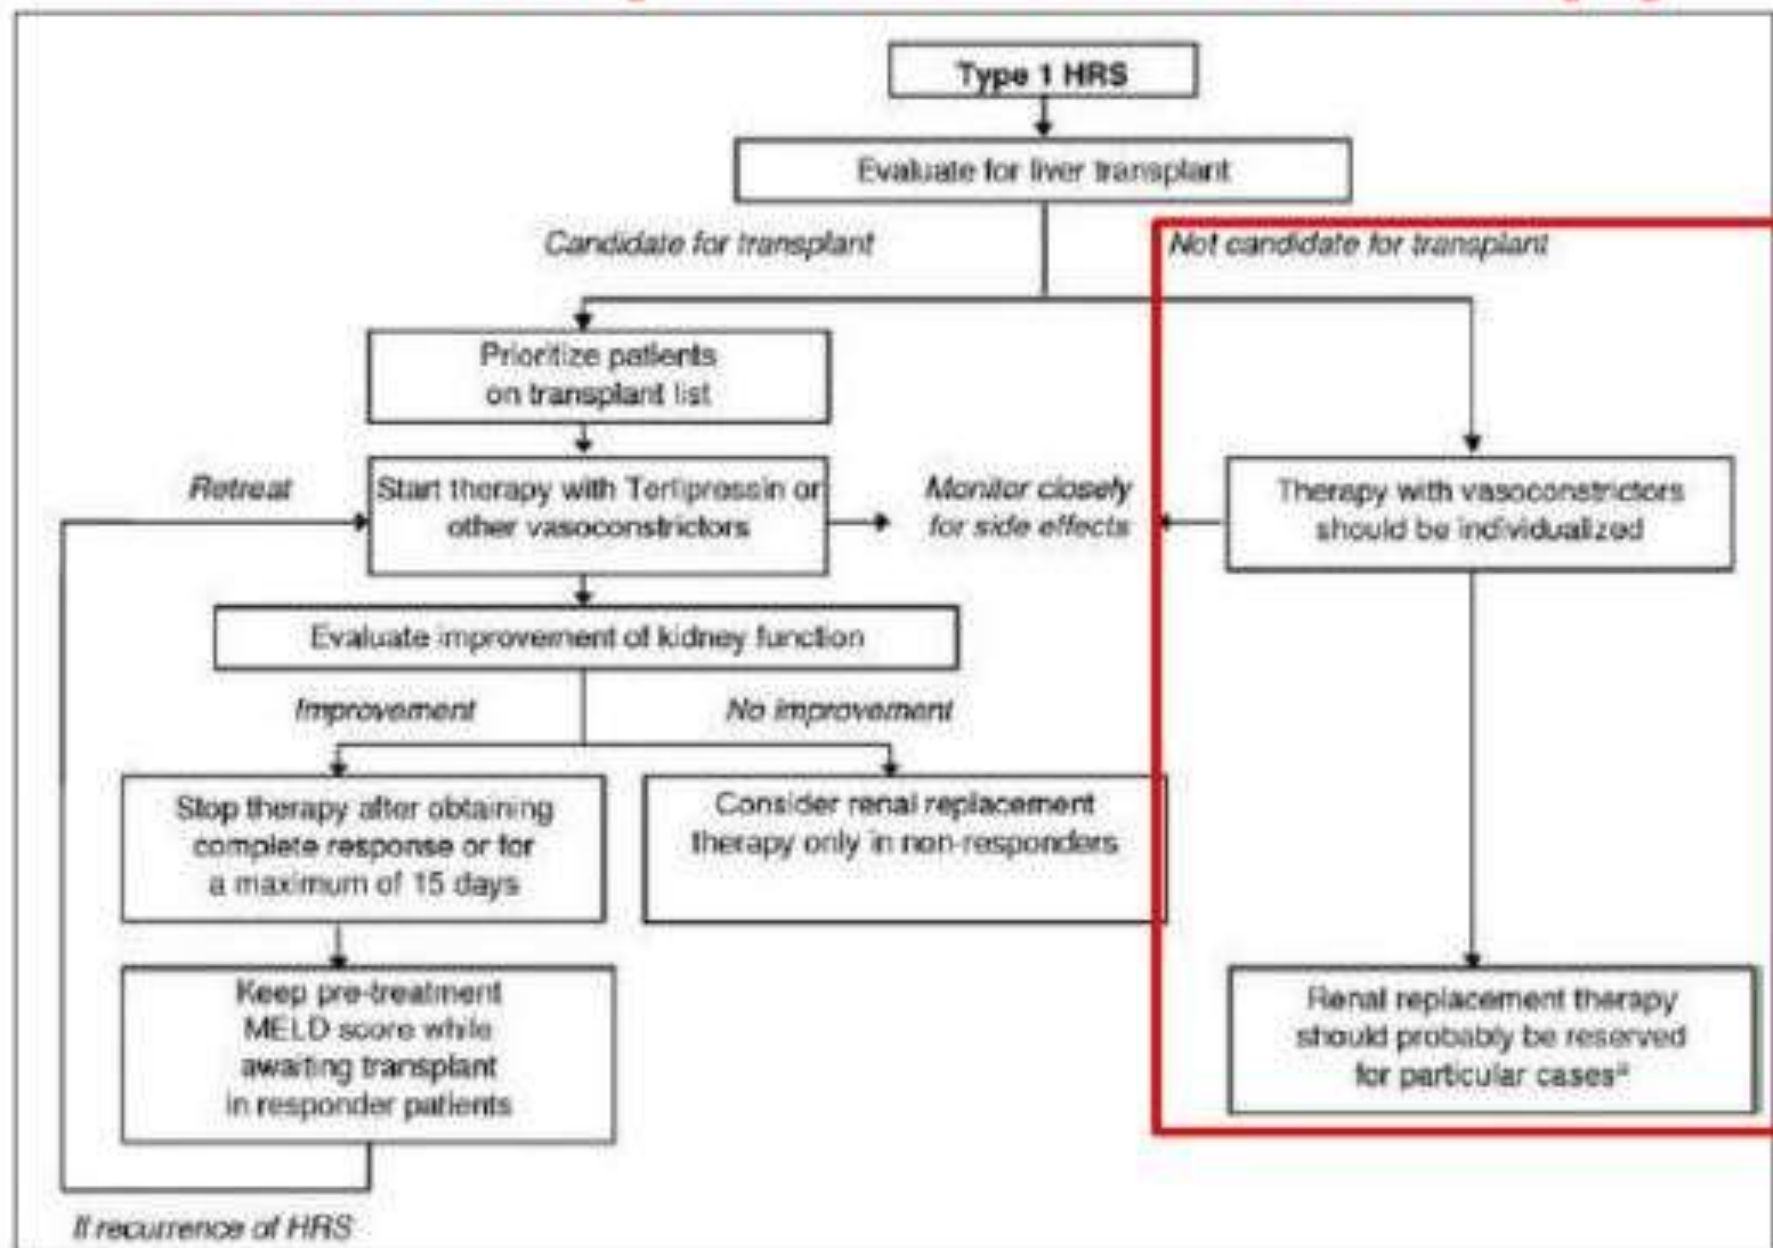 Type 1 HRS
Evaluate for liver transplant
Candidate for transplant
Not candidate for transplant
Prioritize patients
on transplant list
Retreat
Start therapy with Terlipressin or
other vasoconstrictors
Monitor closely
for side effects
Therapy with vasoconstrictors
should be individualized
Evaluate improvement of kidney function
Improvement
No improvement
Stop therapy after obtaining
complete response or for
a maximum of 15 days
Consider renal replacement
therapy only in non-responders
Keep pre-treatment
MELD score while
awaiting transplant
in responder patients
Renal replacement therapy
should probably be reserved
for particular casesª
If recurrence of HRS